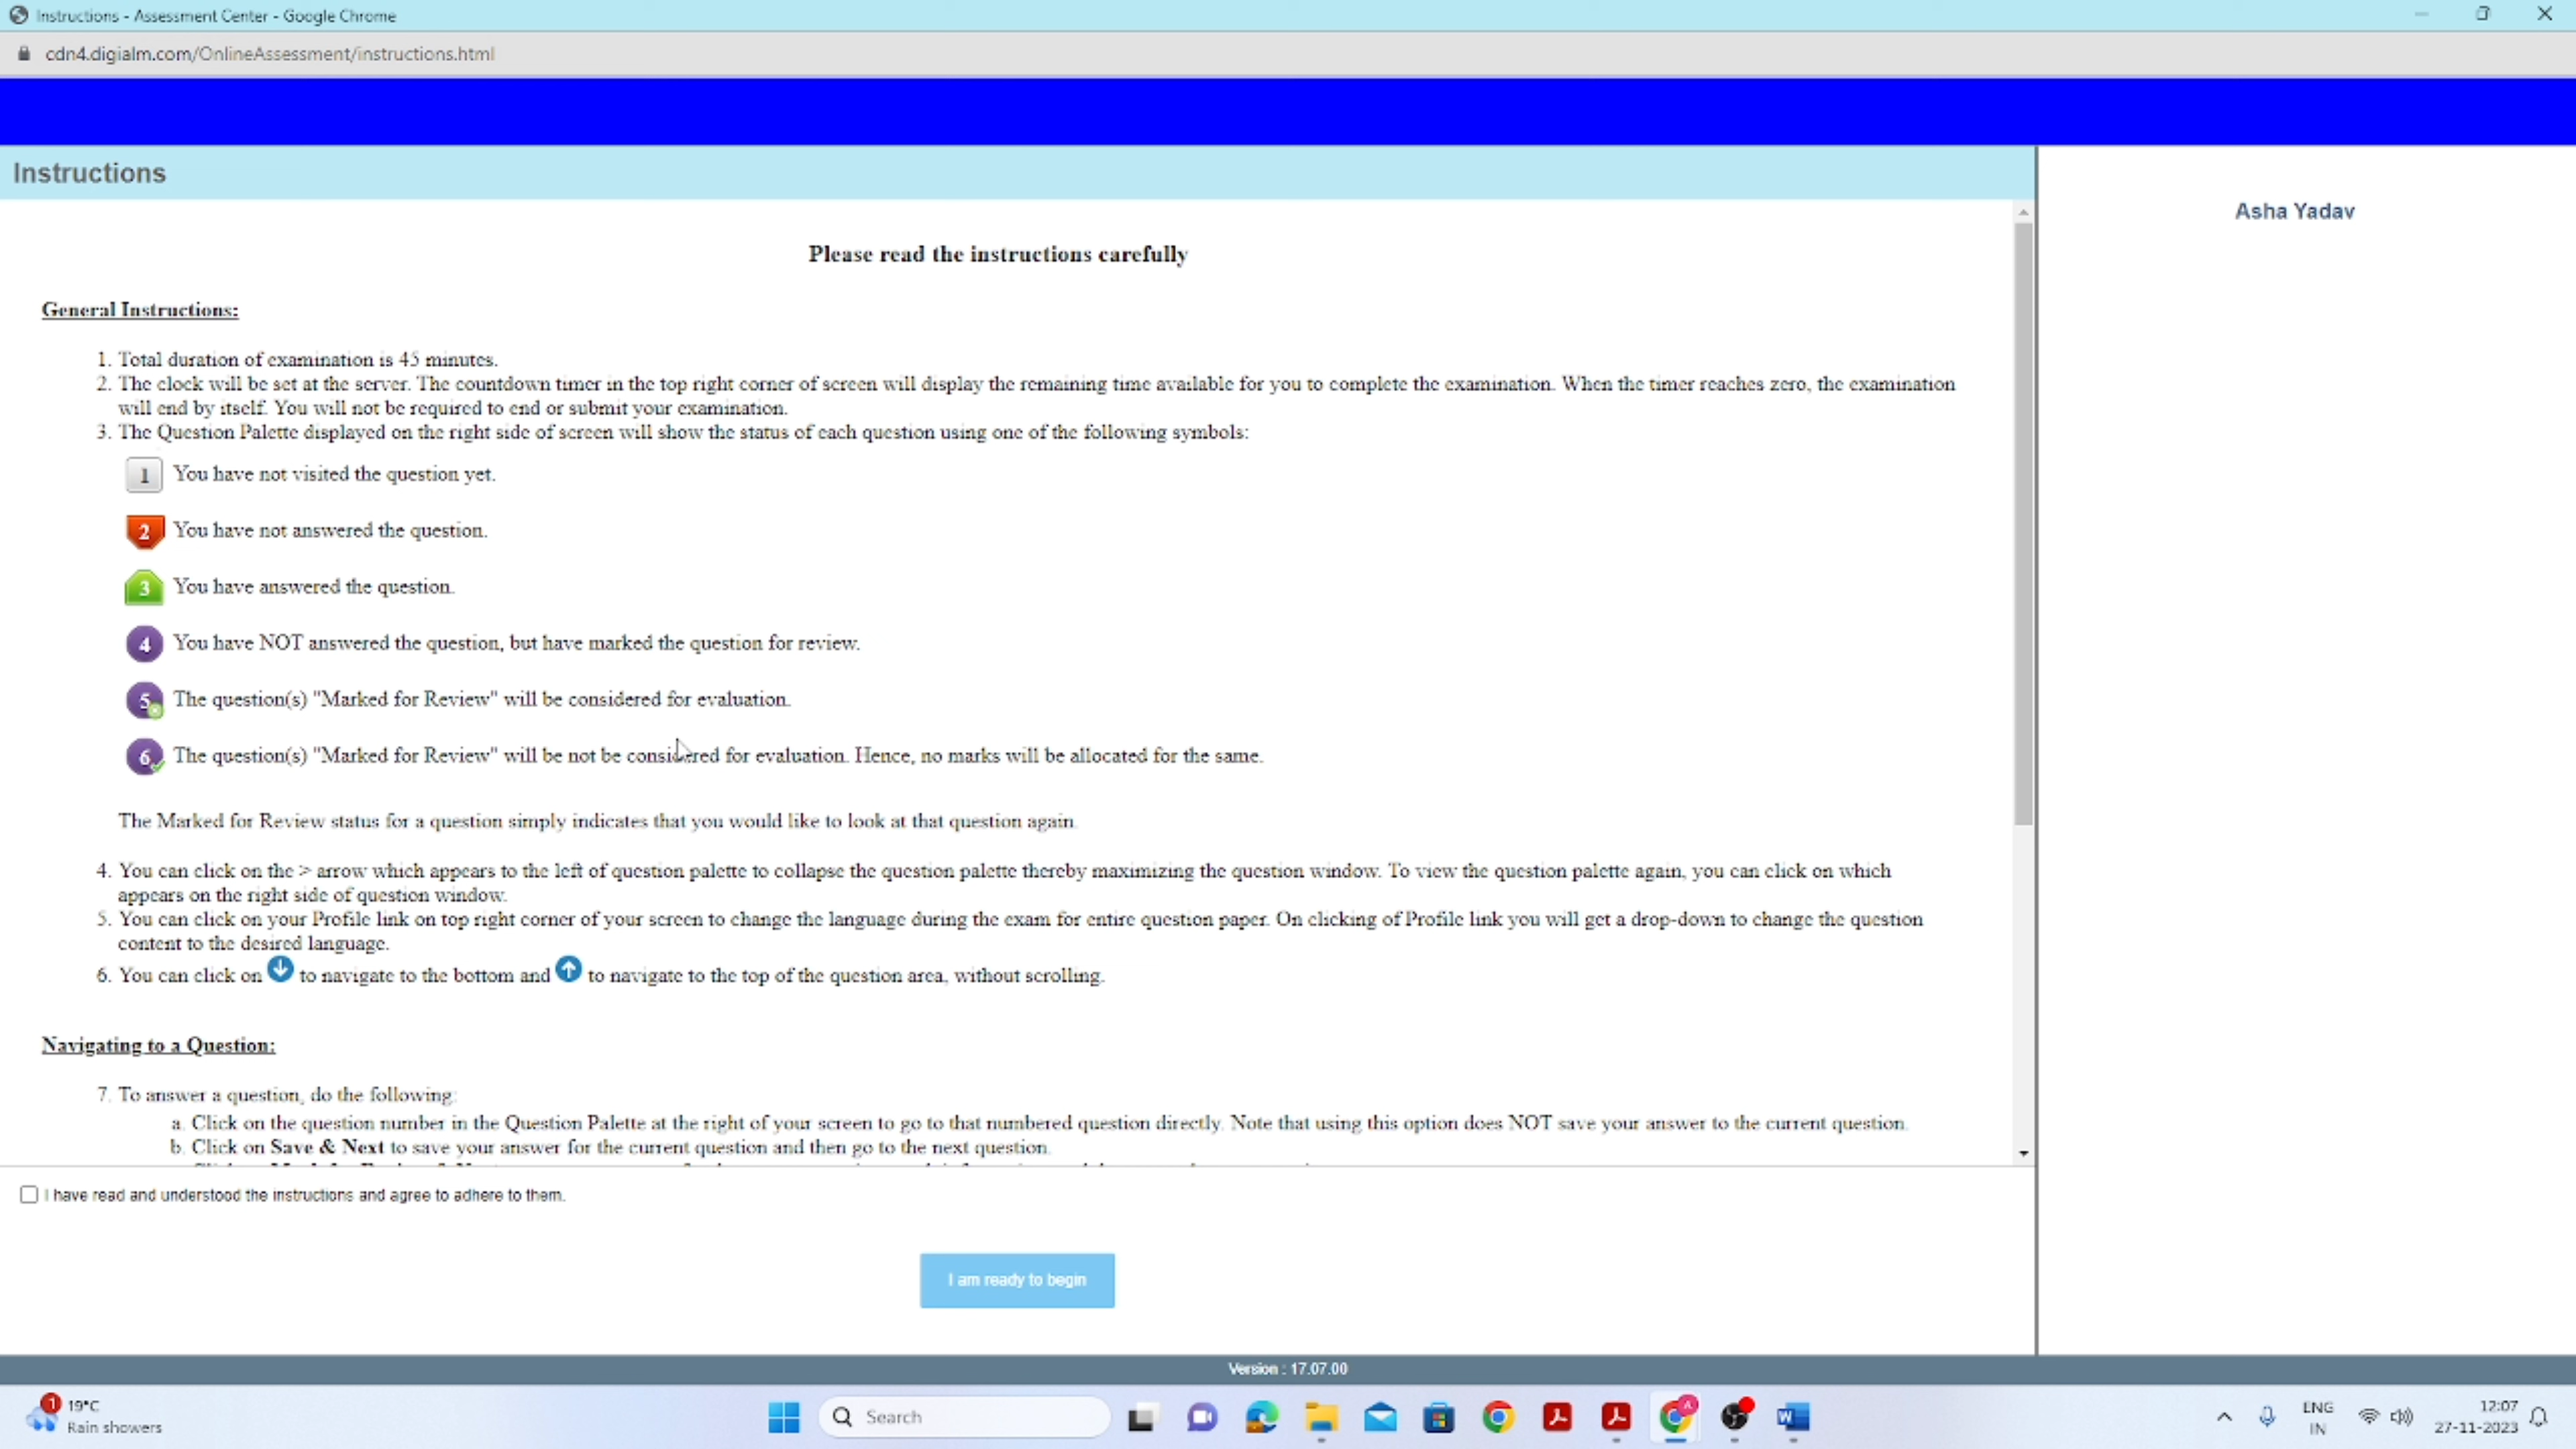 Instructions - Assessment Center - Google Chrome
cdn4.digialm.com/OnlineAssessment/instructions.html
Instructions
Asha Yadav
Please read the instructions carefully
General Instructions:
1. Total duration of examination is 45 minutes.
2. The clock will be set at the server. The countdown timer in the top right corner of screen will display the remaining time available for you to complete the examination. When the timer reaches zero, the examination
will end by itself. You will not be required to end or submit your examination.
3. The Question Palette displayed on the right side of screen will show the status of each question using one of the following symbols:
1 You have not visited the question yet.
2 You have not answered the question.
3 You have answered the question.
4 You have NOT answered the question, but have marked the question for review.
5 The question(s) "Marked for Review" will be considered for evaluation.
6 The question(s) "Marked for Review" will be not be considered for evaluation. Hence, no marks will be allocated for the same.
The Marked for Review status for a question simply indicates that you would like to look at that question again.
4. You can click on the > arrow which appears to the left of question palette to collapse the question palette thereby maximizing the question window. To view the question palette again, you can click on which
appears on the right side of question window.
5. You can click on your Profile link on top right corner of your screen to change the language during the exam for entire question paper. On clicking of Profile link you will get a drop-down to change the question
content to the desired language.
6. You can click on to navigate to the bottom and to navigate to the top of the question area, without scrolling.
Navigating to a Question:
7. To answer a question, do the following:
a. Click on the question number in the Question Palette at the right of your screen to go to that numbered question directly. Note that using this option does NOT save your answer to the current question.
b. Click on Save & Next to save your answer for the current question and then go to the next question.
I have read and understood the instructions and agree to adhere to them.
I am ready to begin
Version : 17.07.00
1
19°C
Rain showers
Search
A
W
ENG
IN
12:07
27-11-2023